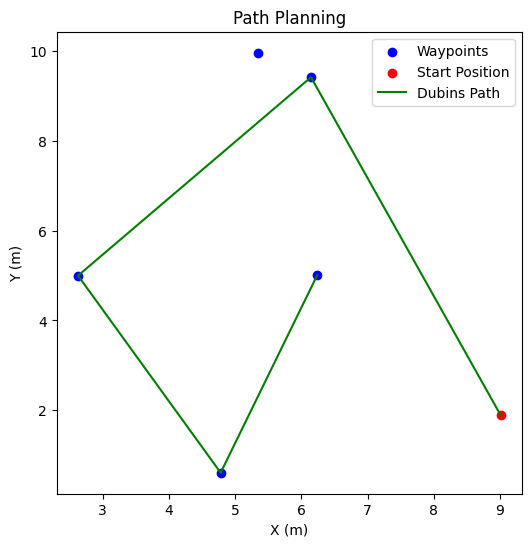 Path Planning
Waypoints
Start Position
Dubins Path
Y (m)
10
8
6
4
2
3 4 5 6 7 8 9
X (m)